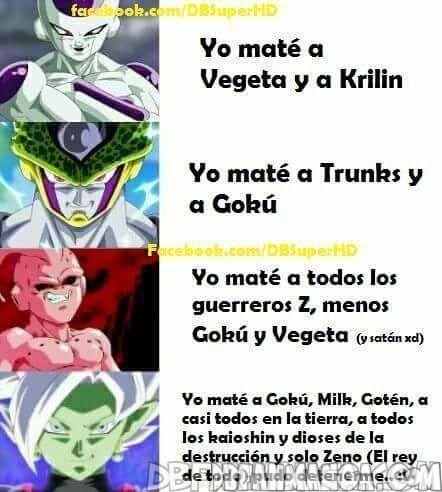 facebook.com/DBSuperHD
Yo maté a
Vegeta y a Krilin
Yo maté a Trunks y
a Gokú
Facebook.com/DBSuperHD
Yo maté a todos los
guerreros Z, menos
Gokú y Vegeta (y satán xd)
Yo maté a Gokú, Milk, Gotén, a
casi todos en la tierra, a todos
los kaioshin y dioses de la
destrucción y solo Zeno (El rey
de todo) pudo detenerme.